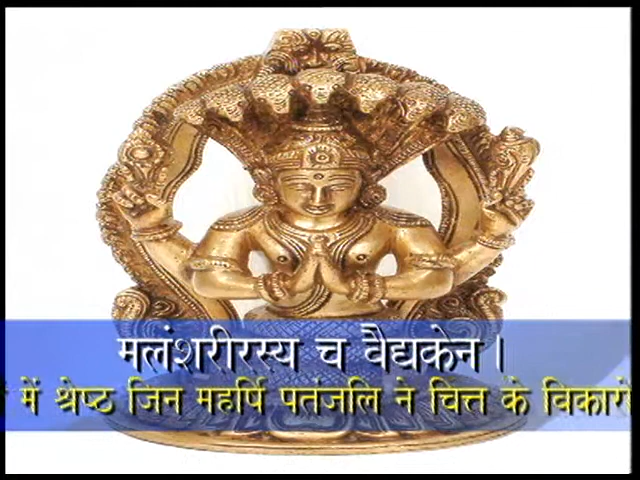 मलंशरीरस्य च वैद्यकेन।
में श्रेष्ठ जिन महर्षि पतंजलि ने चित्त के विकारों